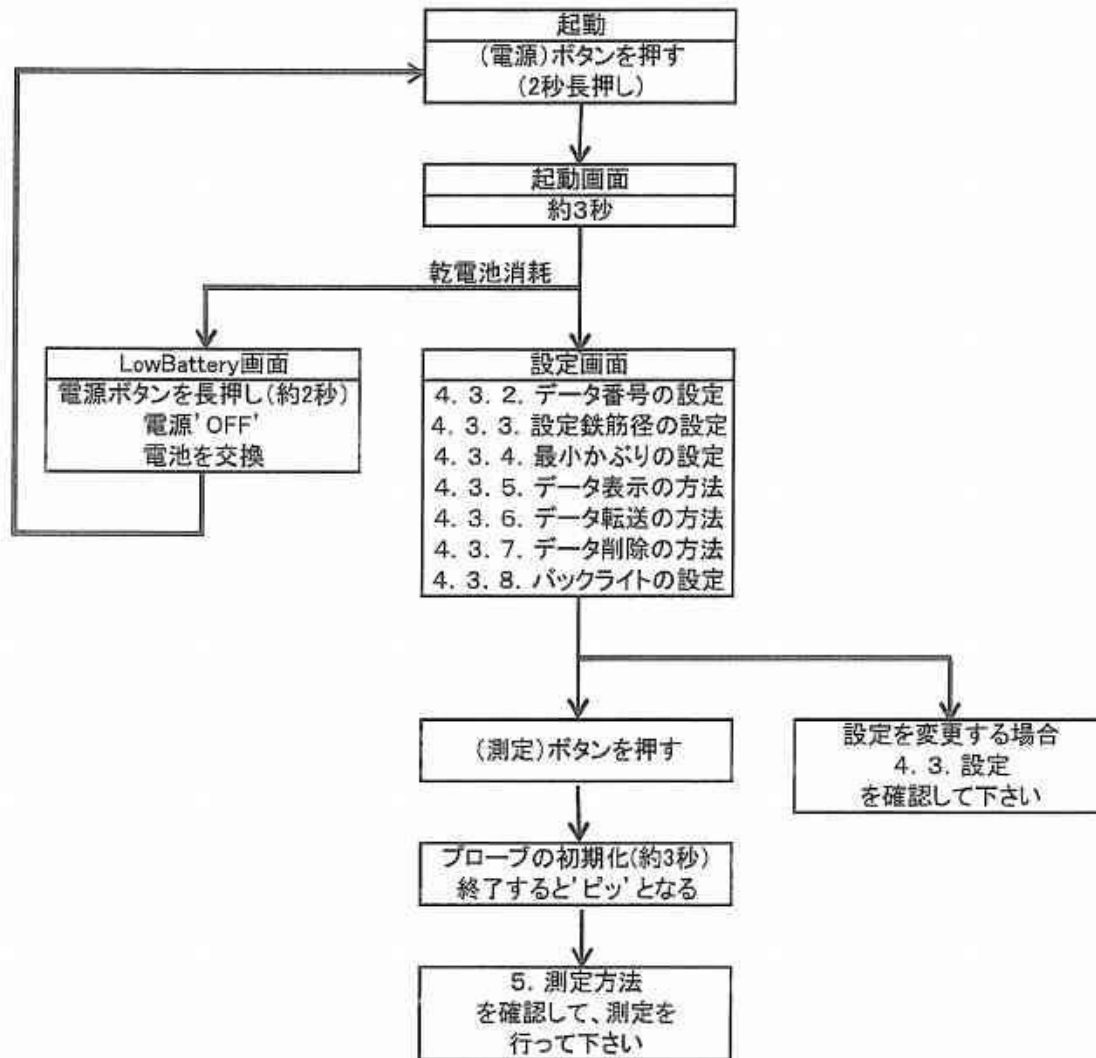 起動
(電源)ボタンを押す
(2秒長押し)
起動画面
約3秒
乾電池消耗
LowBattery画面
電源ボタンを長押し(約2秒)
電源'OFF'
電池を交換
設定画面
4. 3. 2. データ番号の設定
4. 3. 3. 設定鉄筋径の設定
4. 3. 4. 最小かぶりの設定
4. 3. 5. データ表示の方法
4. 3. 6. データ転送の方法
4. 3. 7. データ削除の方法
4. 3. 8. バックライトの設定
(測定)ボタンを押す
設定を変更する場合
4. 3. 設定
を確認して下さい
プローブの初期化(約3秒)
終了すると'ピッ'となる
5. 測定方法
を確認して、測定を
行って下さい